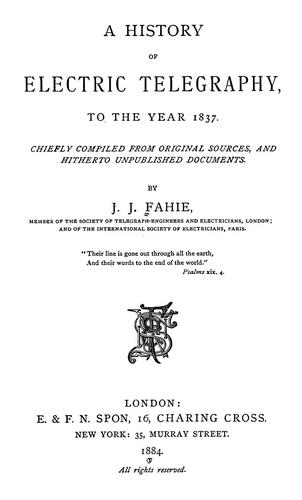 A HISTORY
OF
ELECTRIC TELEGRAPHY,
TO THE YEAR 1837.
CHIEFLY COMPILED FROM ORIGINAL SOURCES, AND
HITHERTO UNPUBLISHED DOCUMENTS.
BY
J. J. FAHIE,
MEMBER OF THE SOCIETY OF TELEGRAPH-ENGINEERS AND ELECTRICIANS, LONDON;
AND OF THE INTERNATIONAL SOCIETY OF ELECTRICIANS, PARIS.
"Their line is gone out through all the earth,
And their words to the end of the world."
Psalms xix. 4.
LONDON:
E. & F. N. SPON, 16, CHARING CROSS.
NEW YORK: 35, MURRAY STREET.
1884.
All rights reserved.